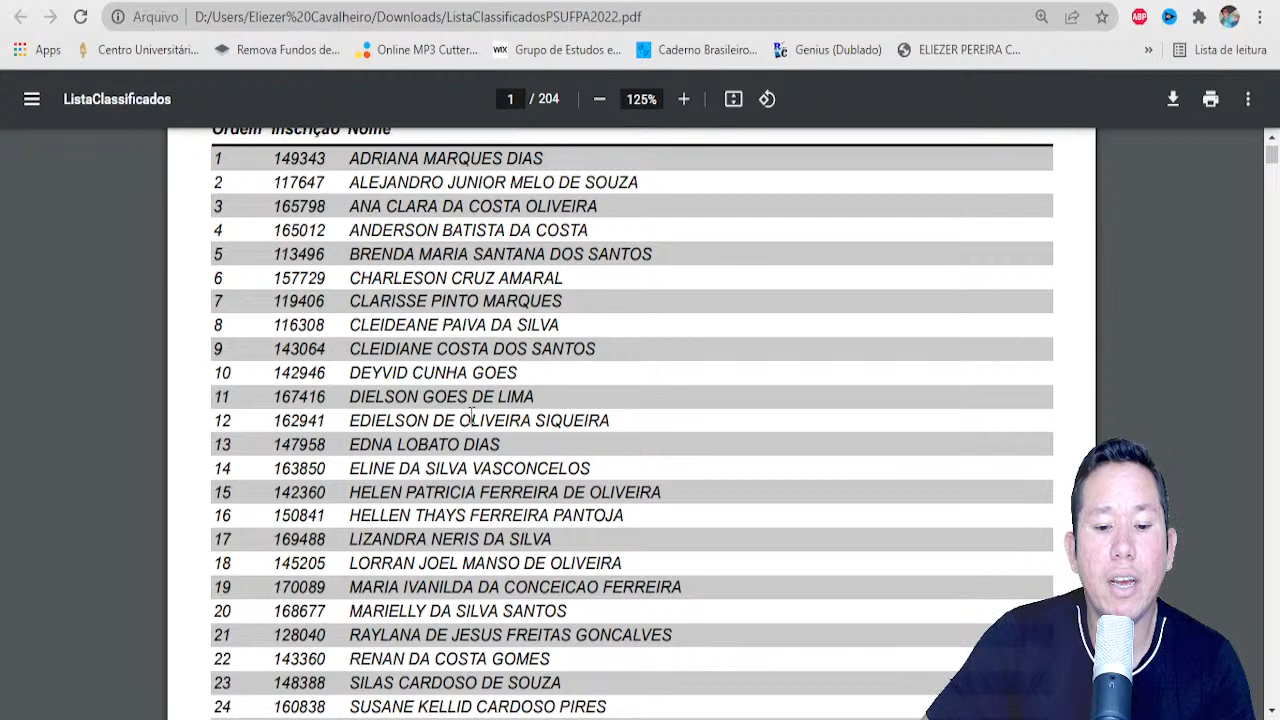 Arquivo D:/Users/Eliezer%20Cavalheiro/Downloads/ListaClassificadosPSUFPA2022.pdf
Apps Centro Universitári... Remova Fundos de... Online MP3 Cutter... WIX Grupo de Estudos e... Caderno Brasileiro... Genius (Dublado) ELIEZER PEREIRA C... » Lista de leitura
ListaClassificados 1 / 204 125%
Ordem Inscrição Nome
1 149343 ADRIANA MARQUES DIAS
2 117647 ALEJANDRO JUNIOR MELO DE SOUZA
3 165798 ANA CLARA DA COSTA OLIVEIRA
4 165012 ANDERSON BATISTA DA COSTA
5 113496 BRENDA MARIA SANTANA DOS SANTOS
6 157729 CHARLESON CRUZ AMARAL
7 119406 CLARISSE PINTO MARQUES
8 116308 CLEIDEANE PAIVA DA SILVA
9 143064 CLEIDIANE COSTA DOS SANTOS
10 142946 DEYVID CUNHA GOES
11 167416 DIELSON GOES DE LIMA
12 162941 EDIELSON DE OLIVEIRA SIQUEIRA
13 147958 EDNA LOBATO DIAS
14 163850 ELINE DA SILVA VASCONCELOS
15 142360 HELEN PATRICIA FERREIRA DE OLIVEIRA
16 150841 HELLEN THAYS FERREIRA PANTOJA
17 169488 LIZANDRA NERIS DA SILVA
18 145205 LORRAN JOEL MANSO DE OLIVEIRA
19 170089 MARIA IVANILDA DA CONCEICAO FERREIRA
20 168677 MARIELLY DA SILVA SANTOS
21 128040 RAYLANA DE JESUS FREITAS GONCALVES
22 143360 RENAN DA COSTA GOMES
23 148388 SILAS CARDOSO DE SOUZA
24 160838 SUSANE KELLID CARDOSO PIRES